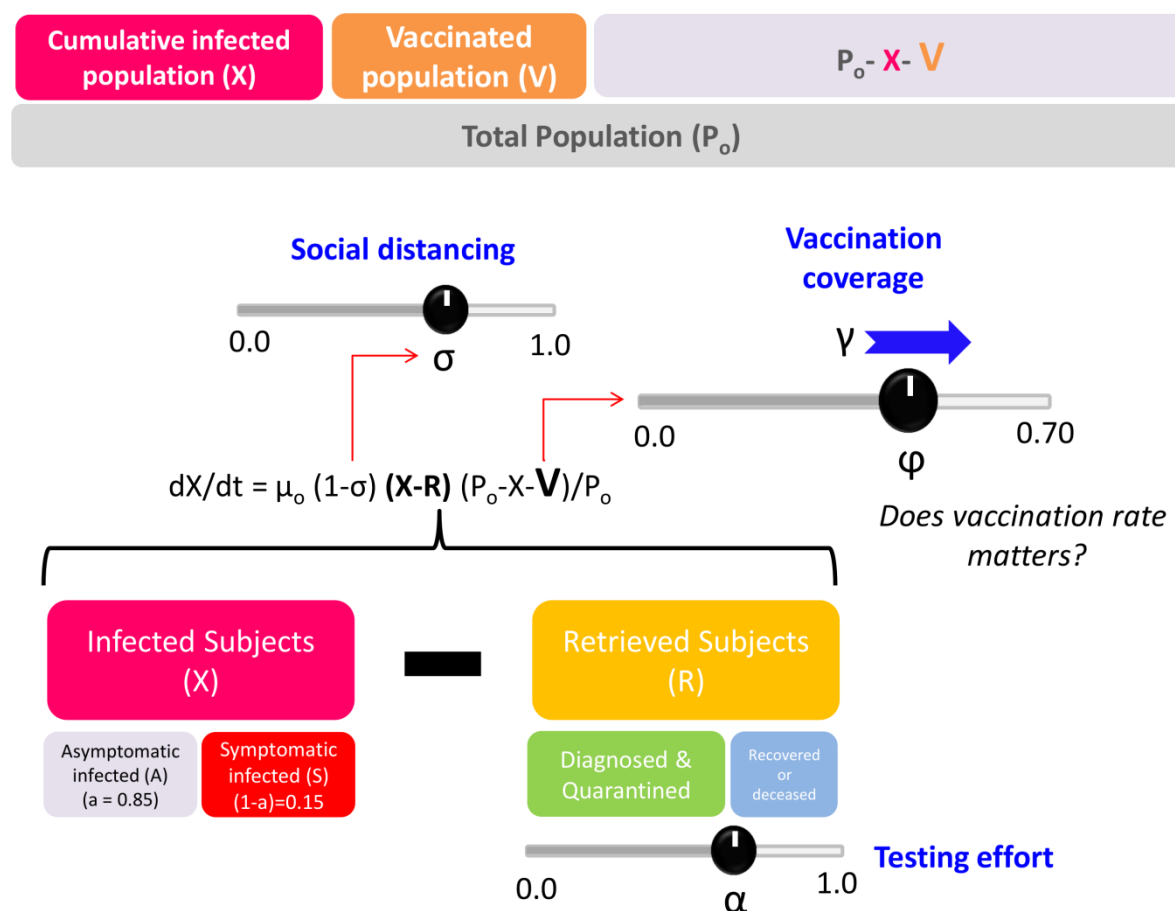 Cumulative infected
population (X)
Vaccinated
population (V)
Pₒ- X- V
Total Population (Pₒ)
Social distancing
0.0
1.0
σ
Vaccination
coverage
γ
0.0
0.70
φ
dX/dt = μₒ (1-σ) (X-R) (Pₒ-X-V)/Pₒ
Does vaccination rate
matters?
Infected Subjects
(X)
Retrieved Subjects
(R)
Asymptomatic
infected (A)
(a = 0.85)
Symptomatic
infected (S)
(1-a)=0.15
Diagnosed &
Quarantined
Recovered
or
deceased
0.0
1.0
α
Testing effort